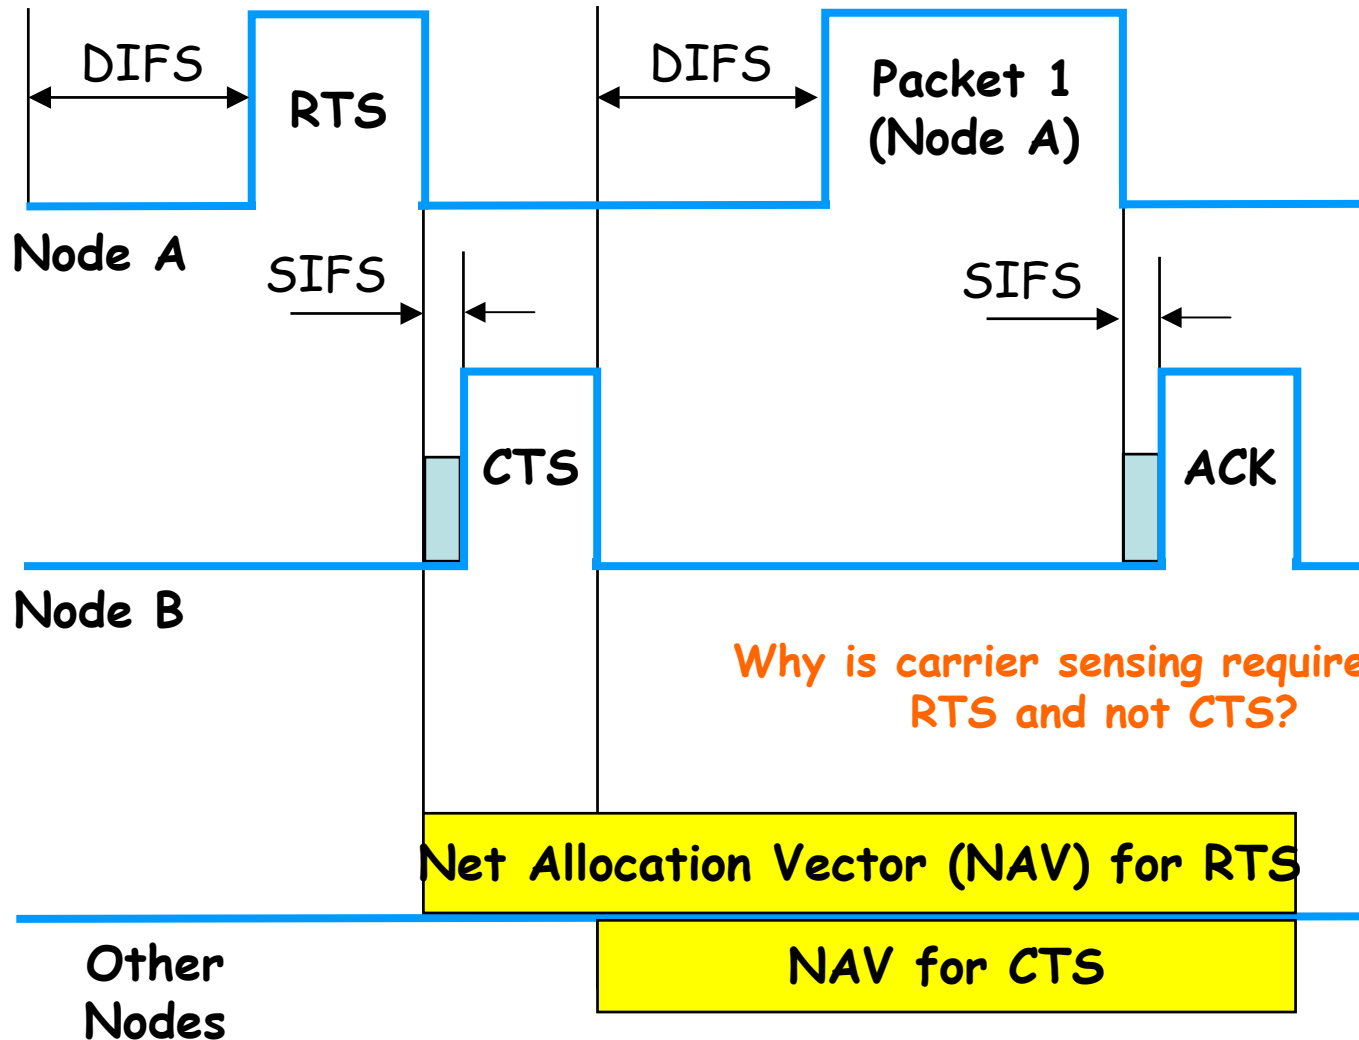 DIFS
RTS
DIFS
Packet 1
(Node A)
Node A
SIFS
SIFS
CTS
ACK
Node B
Why is carrier sensing require
RTS and not CTS?
Net Allocation Vector (NAV) for RTS
NAV for CTS
Other
Nodes